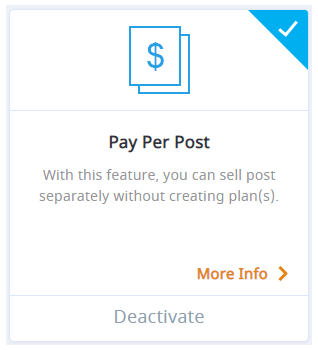 $
Pay Per Post
With this feature, you can sell post
separately without creating plan(s).
More Info
Deactivate